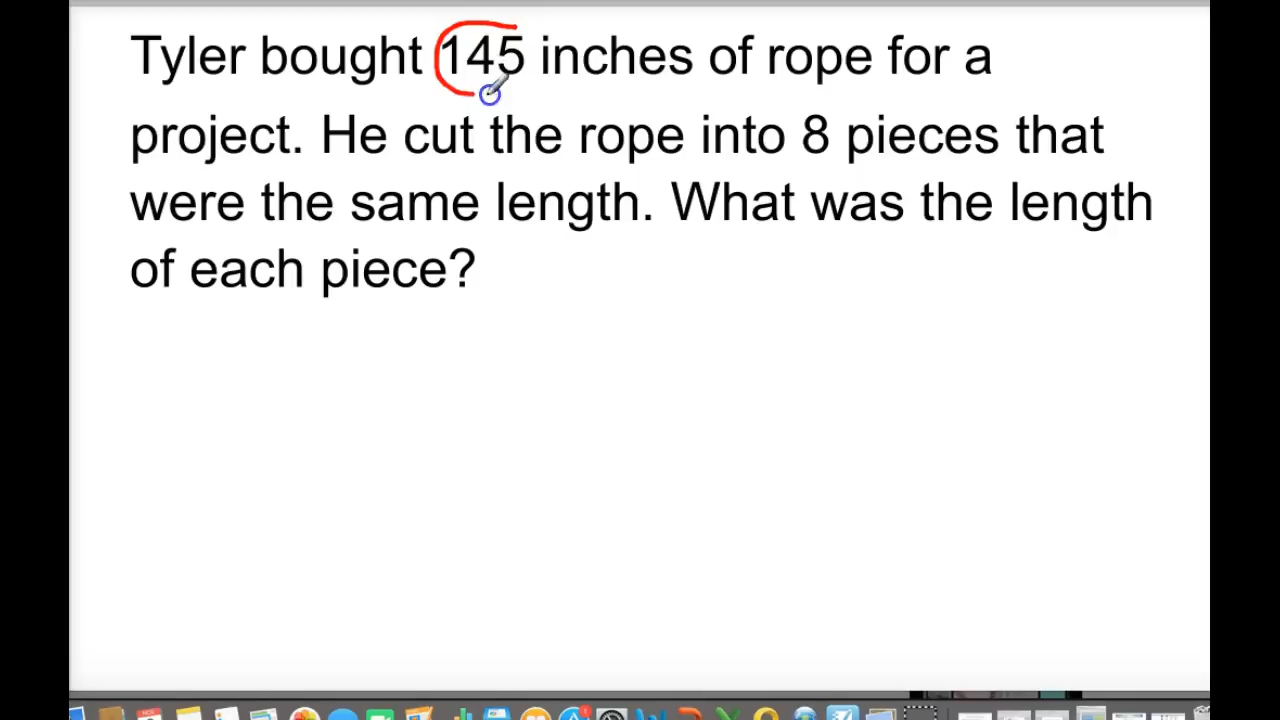 Tyler bought 145 inches of rope for a
project. He cut the rope into 8 pieces that
were the same length. What was the length
of each piece?